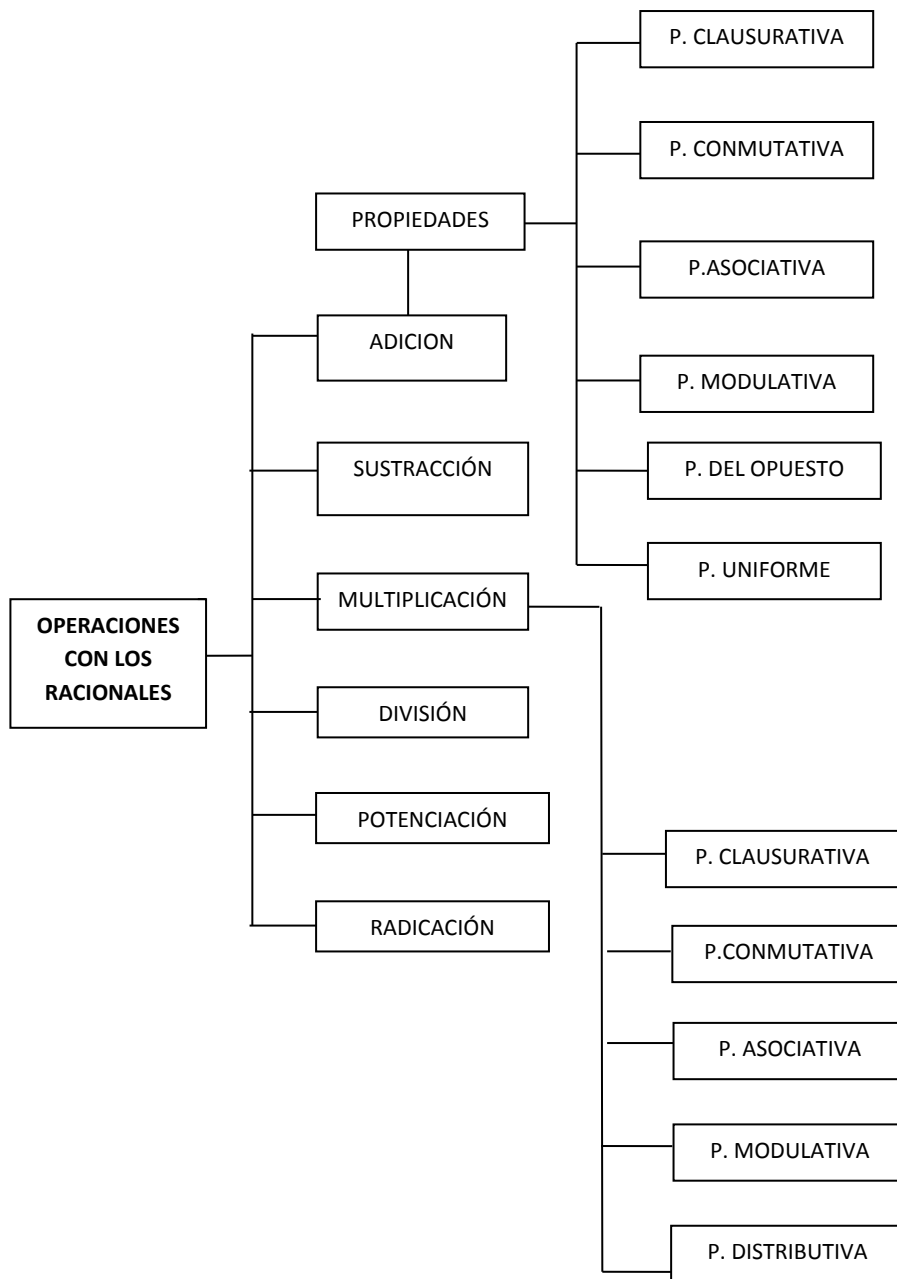 P. CLAUSURATIVA
P. CONMUTATIVA
PROPIEDADES
P.ASOCIATIVA
ADICION
P. MODULATIVA
SUSTRACCIÓN
P. DEL OPUESTO
P. UNIFORME
MULTIPLICACIÓN
OPERACIONES
CON LOS
RACIONALES
DIVISIÓN
POTENCIACIÓN
P. CLAUSURATIVA
RADICACIÓN
P.CONMUTATIVA
P. ASOCIATIVA
P. MODULATIVA
P. DISTRIBUTIVA